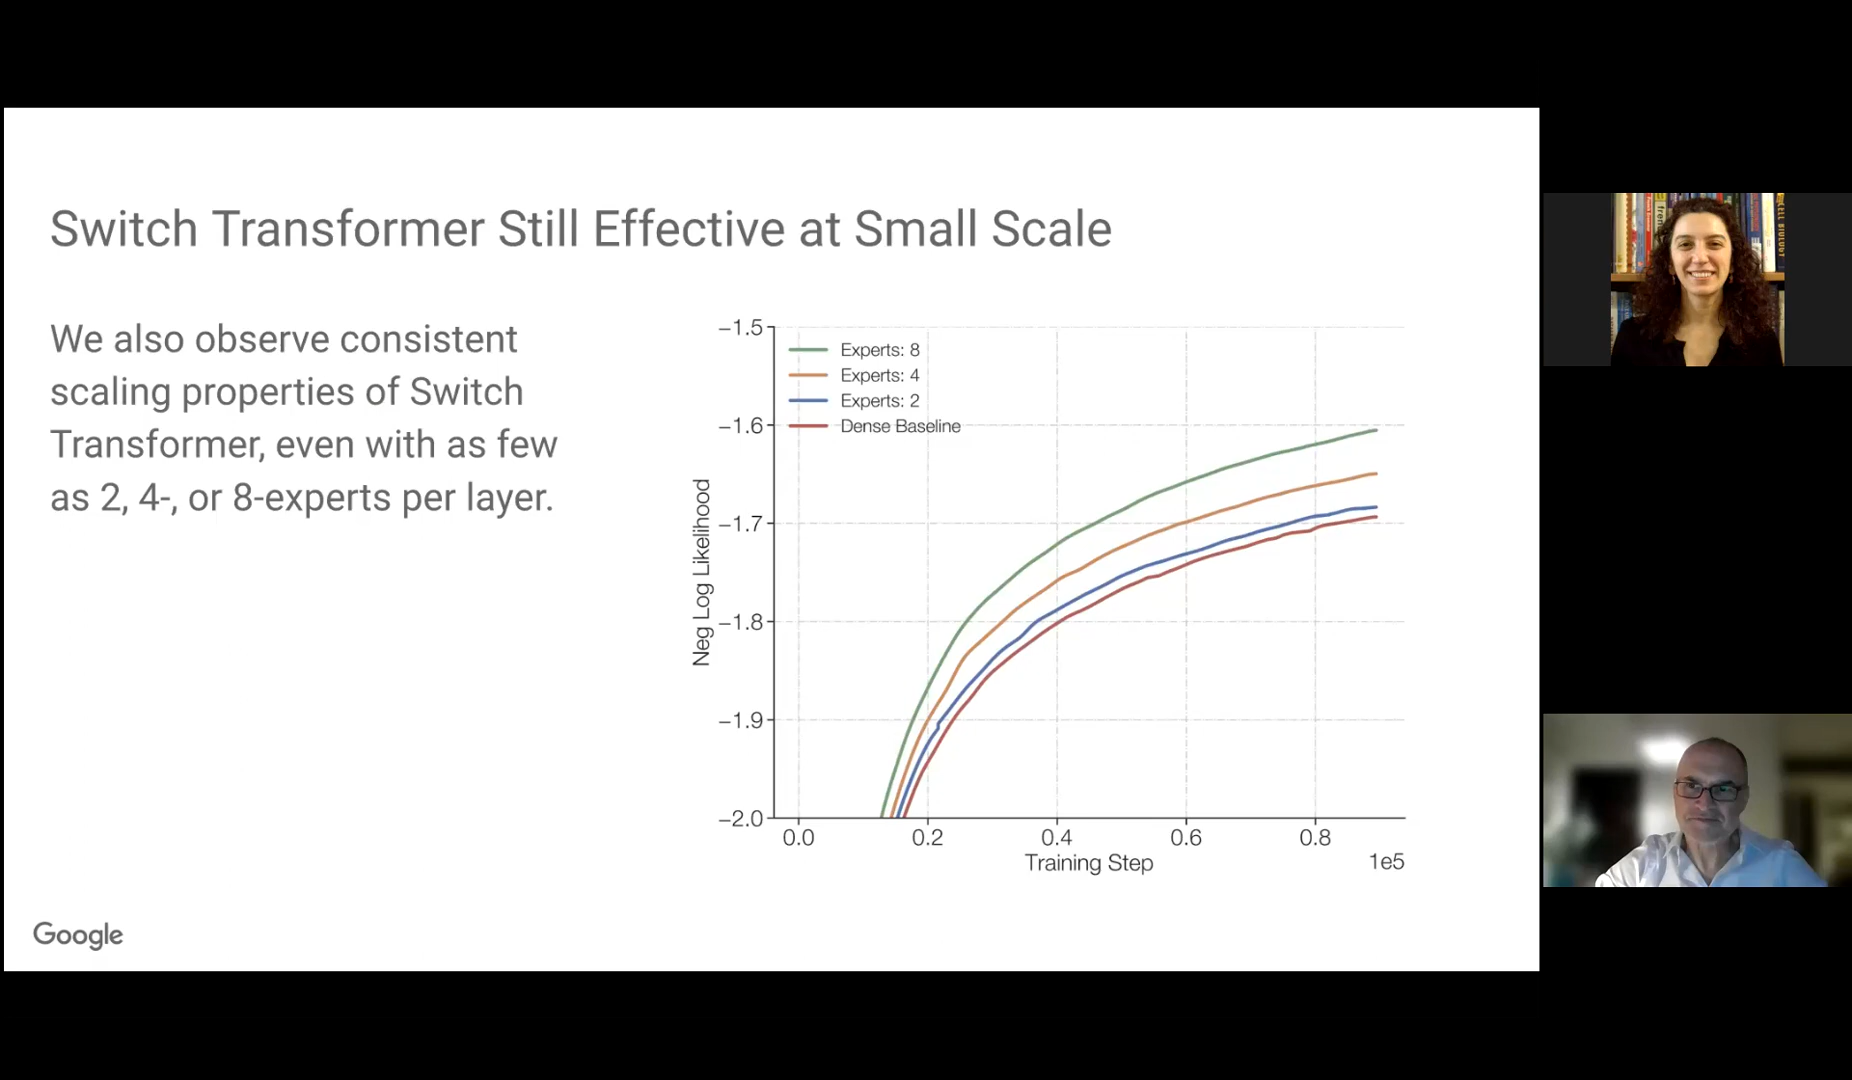 Switch Transformer Still Effective at Small Scale
We also observe consistent
scaling properties of Switch
Transformer, even with as few
as 2, 4-, or 8-experts per layer.
Neg Log Likelihood
−1.5
−1.6
−1.7
−1.8
−1.9
−2.0
Experts: 8
Experts: 4
Experts: 2
Dense Baseline
0.0 0.2 0.4 0.6 0.8
Training Step
1e5
Google
CELL BIOLOGY